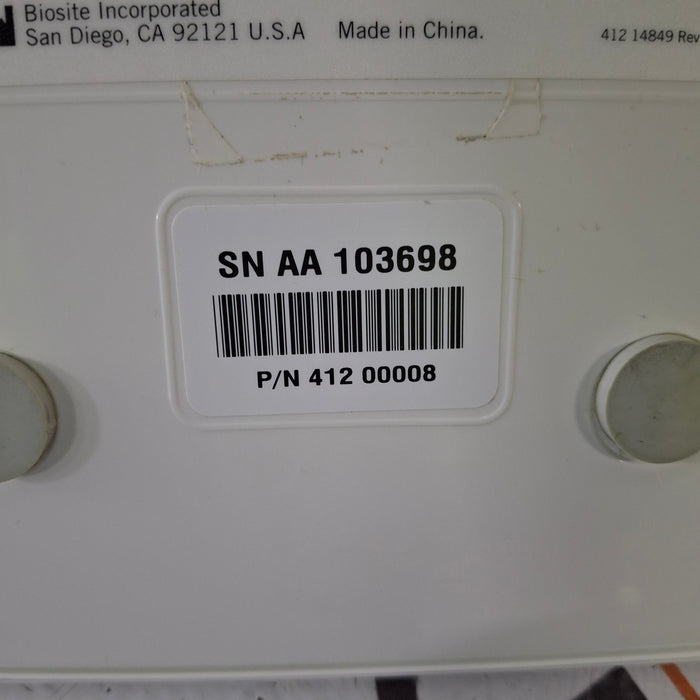 Biosite Incorporated
San Diego, CA 92121 U.S.A Made in China. 412 14849 Rev
SN AA 103698
P/N 412 00008